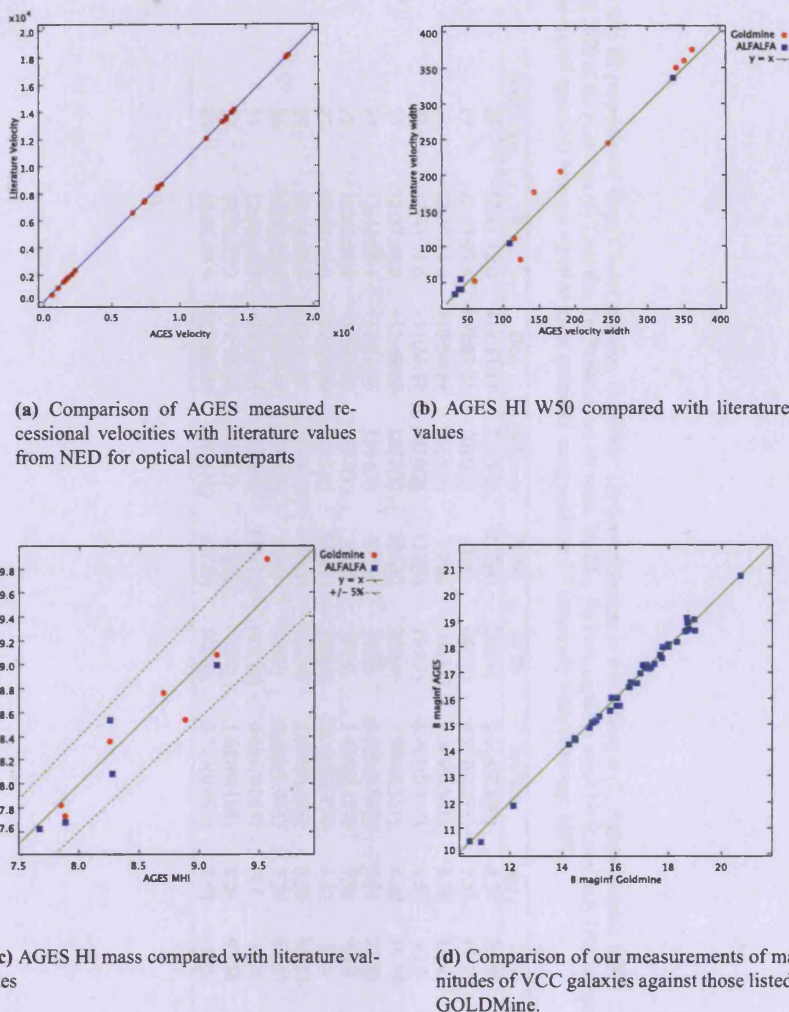 x10⁴
2.0
1.8
1.6
1.4
1.2
1.0
0.8
0.6
0.4
0.2
0.0
Literature Velocity
0.0 0.5 1.0 1.5 2.0
AGES Velocity x10⁴
(a) Comparison of AGES measured re-
cessional velocities with literature values
from NED for optical counterparts
Goldmine
ALFALFA
y = x
400
350
300
250
200
150
100
50
Literature velocity width
50 100 150 200 250 300 350 400
AGES velocity width
(b) AGES HI W50 compared with literature
values
Goldmine
ALFALFA
y = x
+/- 5%
9.8
9.6
9.4
9.2
9.0
8.8
8.6
8.4
8.2
8.0
7.8
7.6
7.5 8.0 8.5 9.0 9.5
AGES MHI
c) AGES HI mass compared with literature val-
es
21
20
19
18
17
16
15
14
13
12
11
10
B maginf AGES
12 14 16 18 20
B maginf Goldmine
(d) Comparison of our measurements of ma
nitudes of VCC galaxies against those listed
GOLDMine.